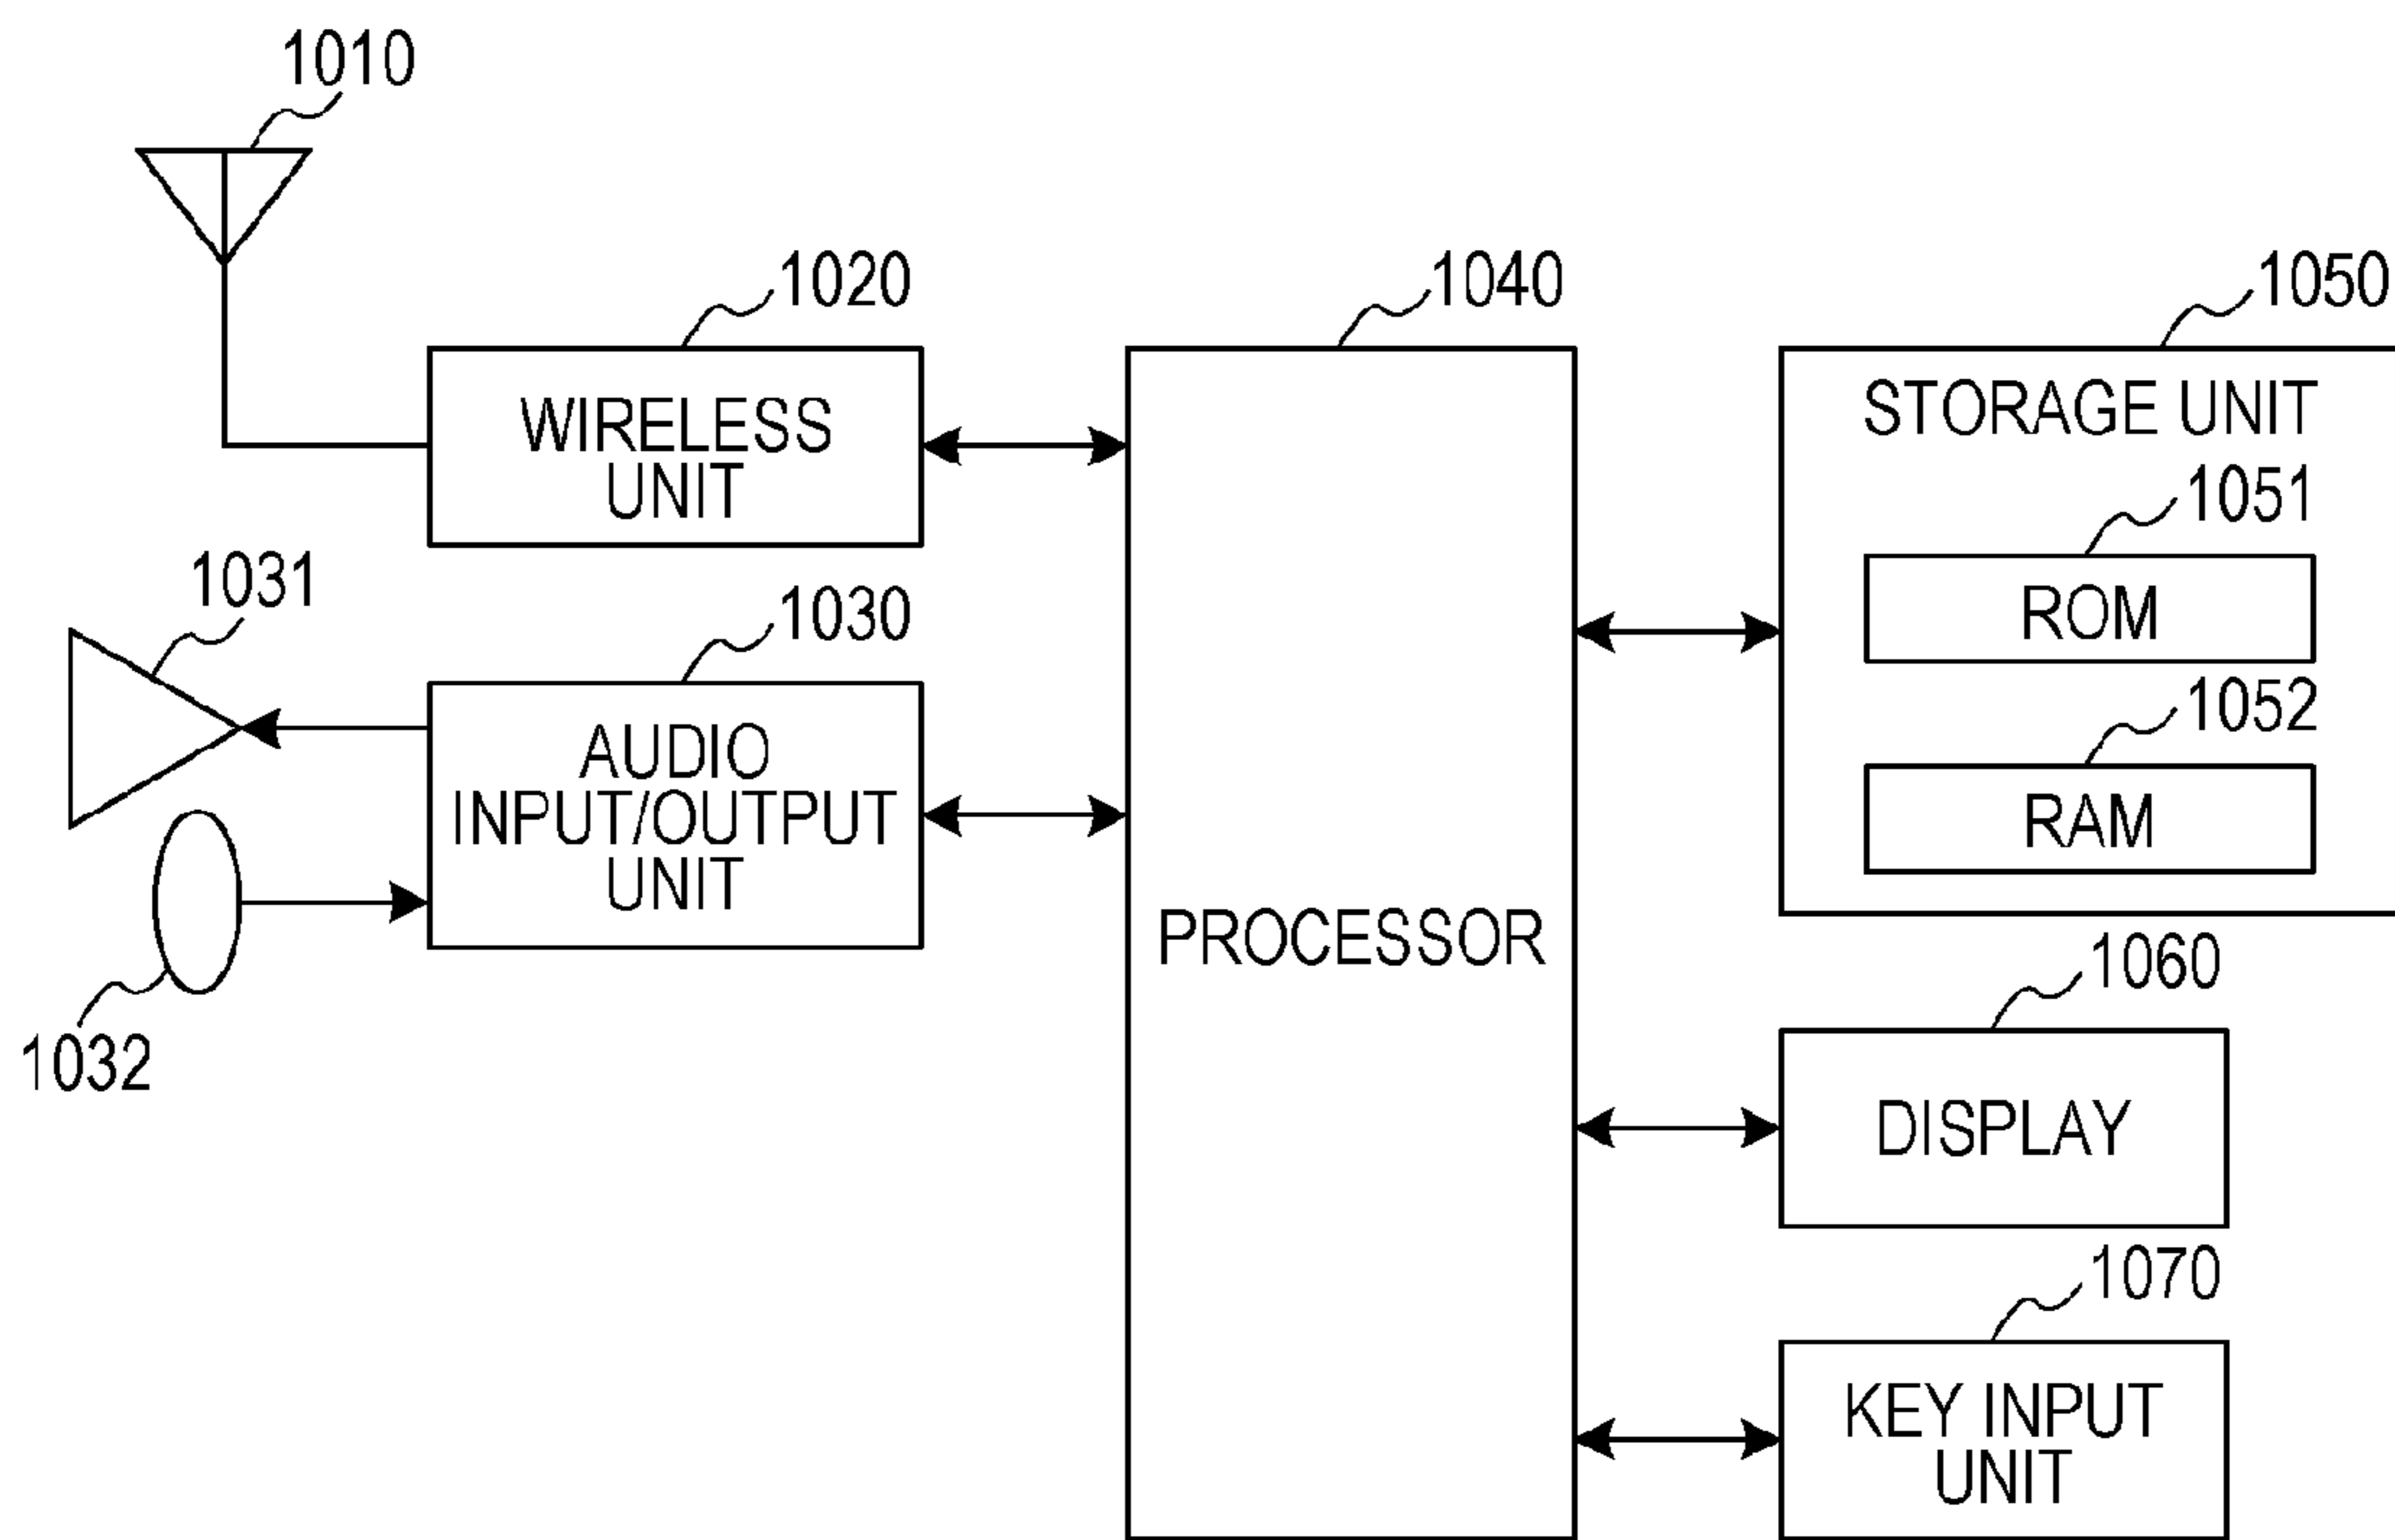 1010
1020
1040
1050
WIRELESS
UNIT
STORAGE UNIT
1051
ROM
1031
1030
1052
AUDIO
INPUT/OUTPUT
UNIT
RAM
PROCESSOR
1032
1060
DISPLAY
1070
KEY INPUT
UNIT